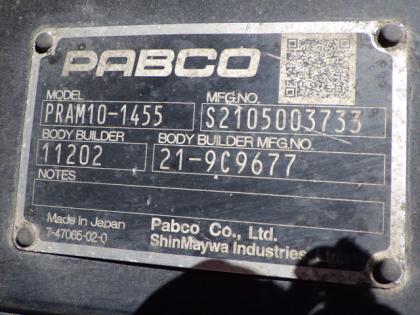 PABCO
MODEL MFG.NO.
PRAM10-1455 S2105003733
BODY BUILDER BODY BUILDER MFG.NO.
11202 21-9C9677
NOTES
Made in Japan Pabco Co., Ltd.
7-47065-02-0 ShinMaywa Industries, Ltd.